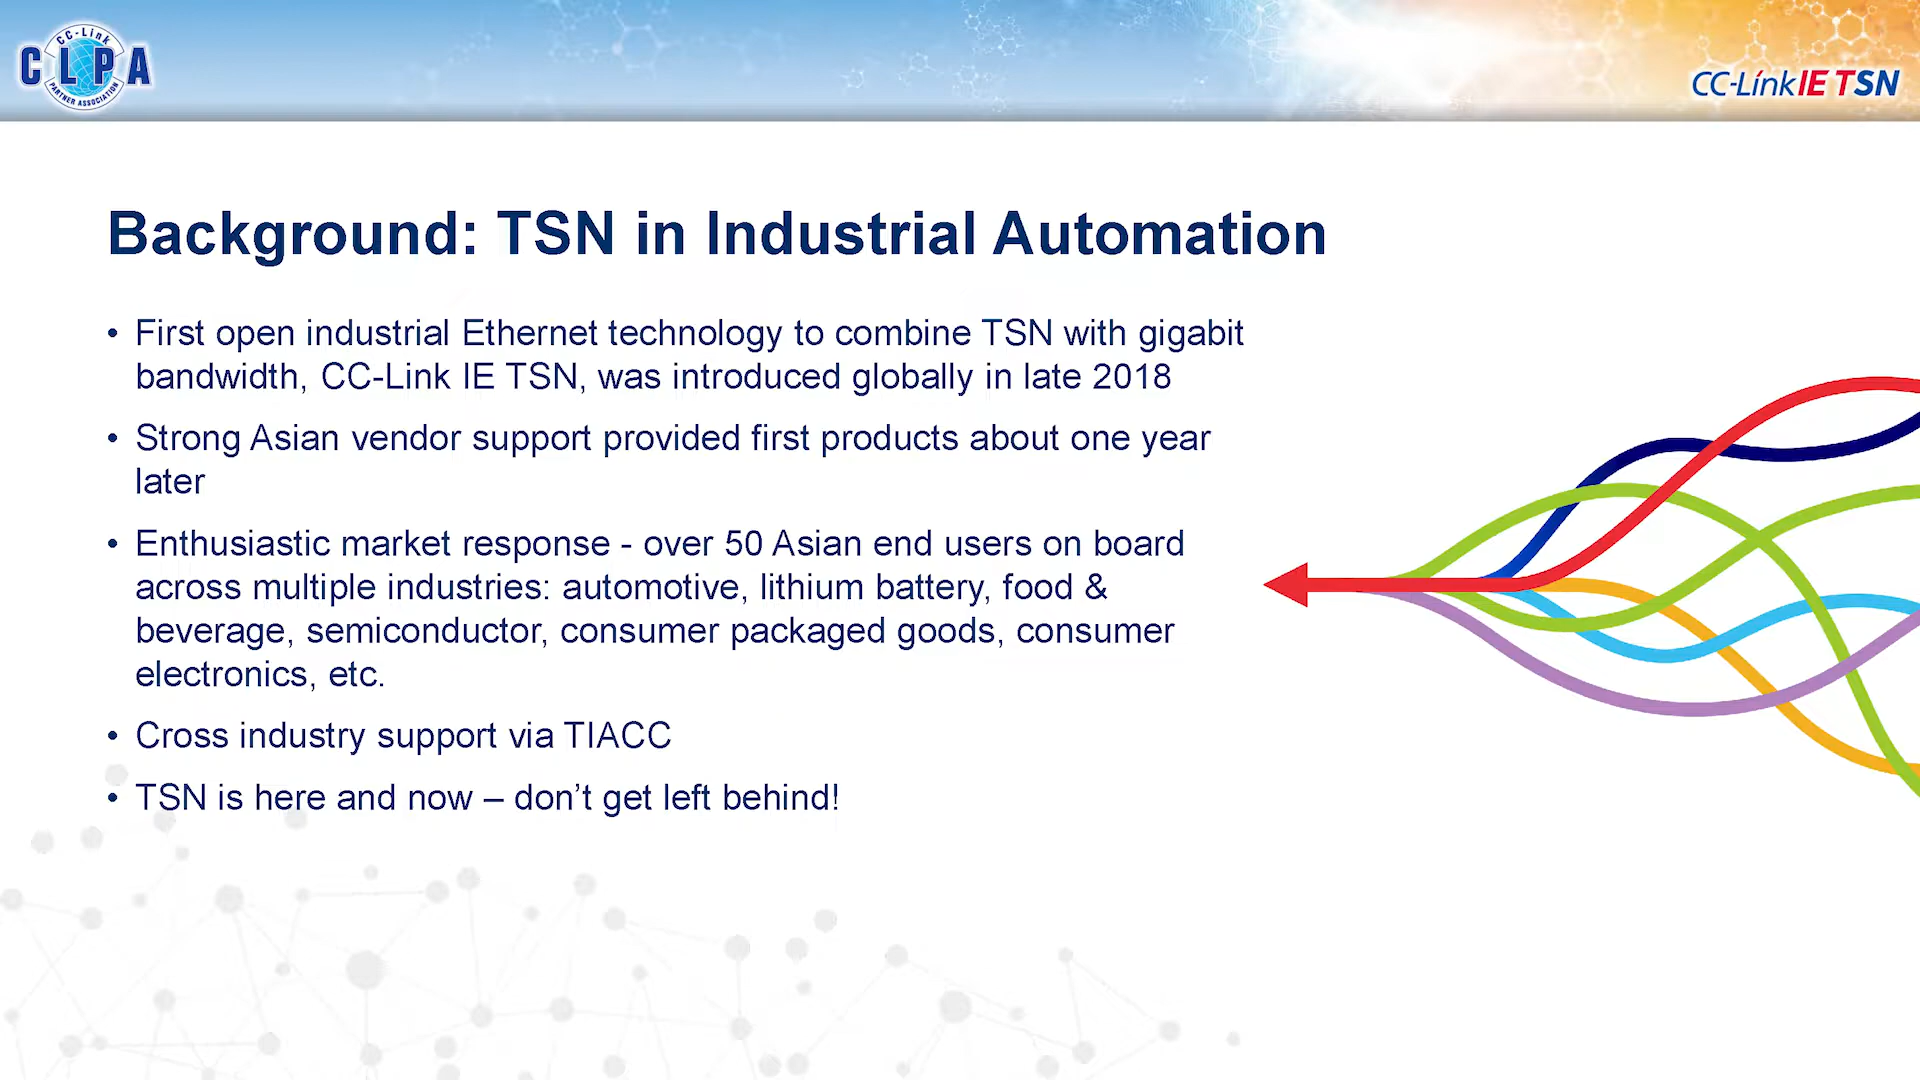 CC-Link
CLPA
PARTNER ASSOCIATION
CC-Link IE TSN
Background: TSN in Industrial Automation
• First open industrial Ethernet technology to combine TSN with gigabit
bandwidth, CC-Link IE TSN, was introduced globally in late 2018
• Strong Asian vendor support provided first products about one year
later
• Enthusiastic market response - over 50 Asian end users on board
across multiple industries: automotive, lithium battery, food &
beverage, semiconductor, consumer packaged goods, consumer
electronics, etc.
• Cross industry support via TIACC
• TSN is here and now – don’t get left behind!